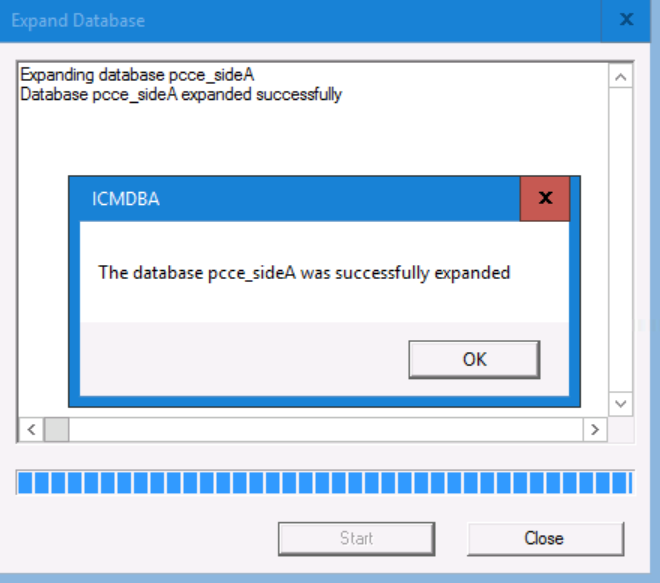 Expand Database
x
Expanding database pcce_sideA
Database pcce_sideA expanded successfully
ICMDBA
x
The database pcce_sideA was successfully expanded
OK
Start
Close